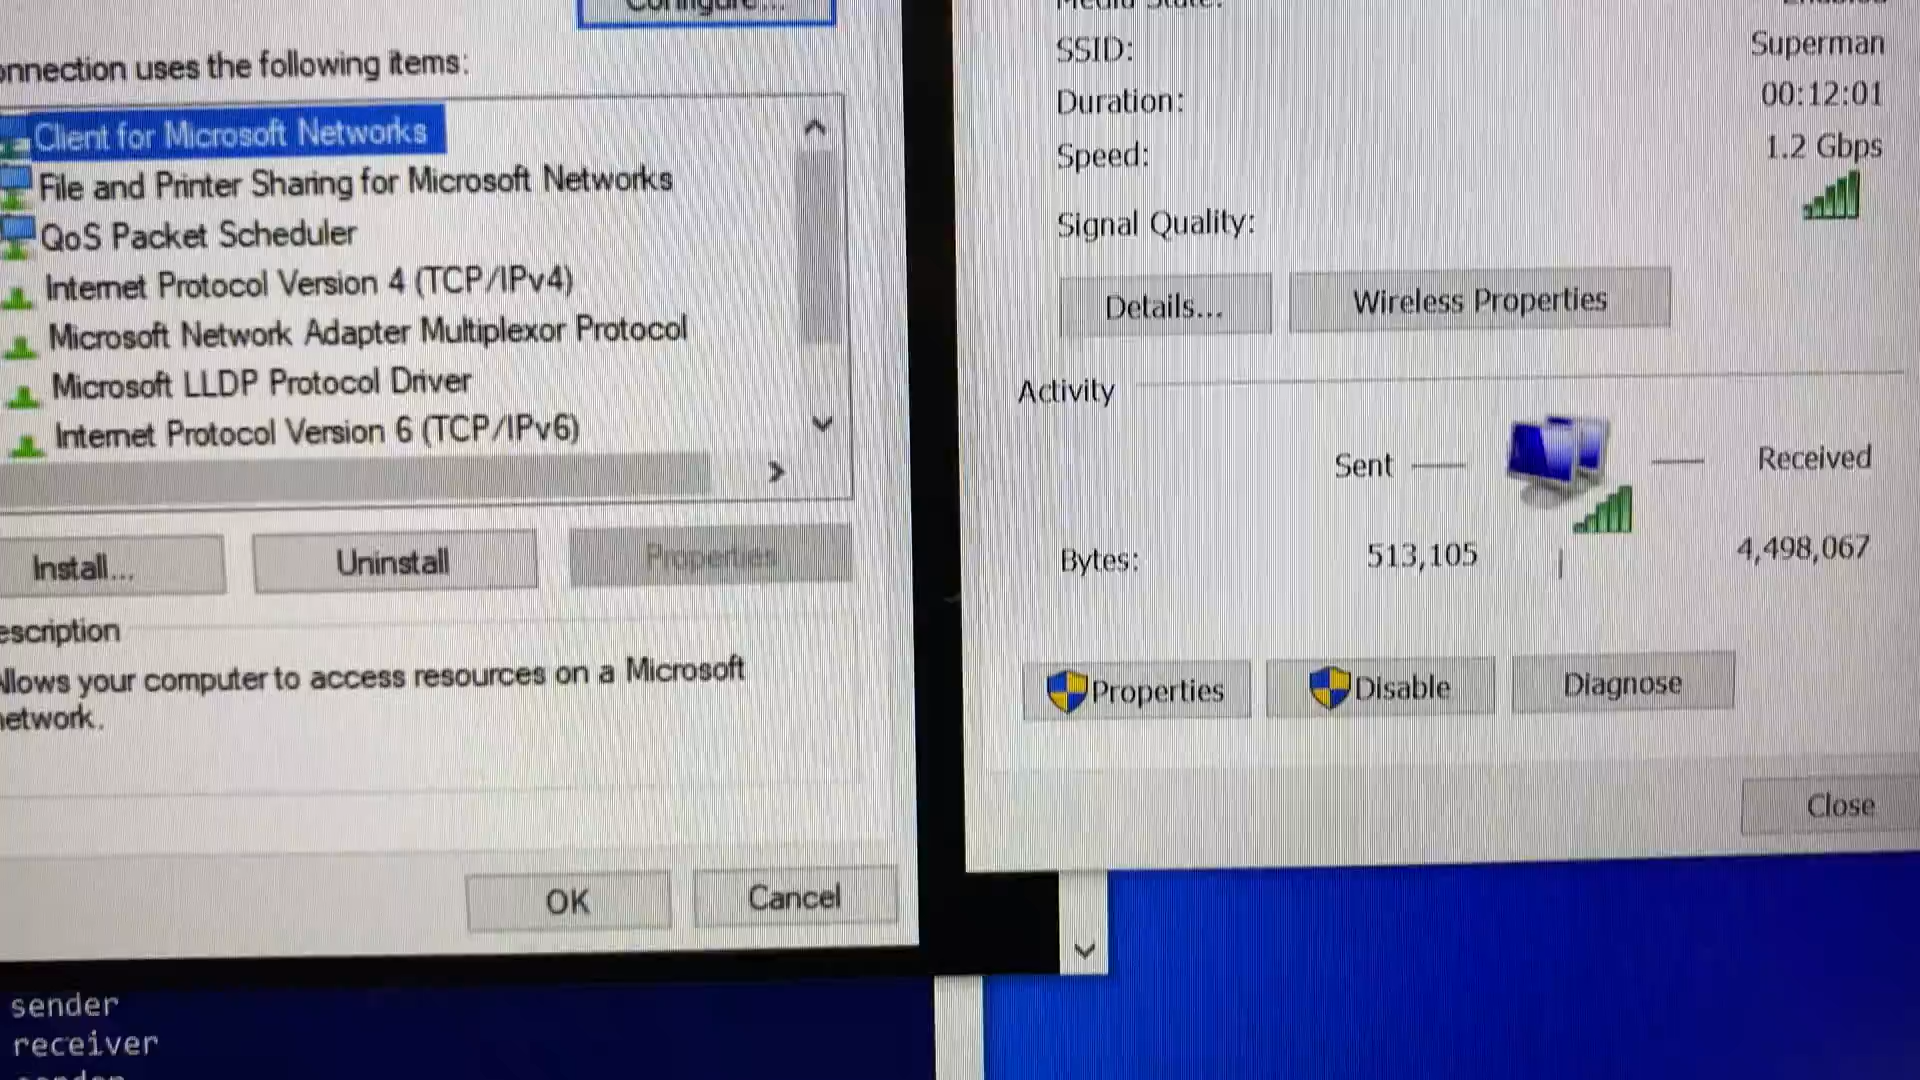 Configure...
onnection uses the following items:
Client for Microsoft Networks
File and Printer Sharing for Microsoft Networks
QoS Packet Scheduler
Internet Protocol Version 4 (TCP/IPv4)
Microsoft Network Adapter Multiplexor Protocol
Microsoft LLDP Protocol Driver
Internet Protocol Version 6 (TCP/IPv6)
Install...
Uninstall
Properties
escription
llows your computer to access resources on a Microsoft
network.
OK
Cancel
sender
receiver
SSID:
Superman
Duration:
00:12:01
Speed:
1.2 Gbps
Signal Quality:
Details...
Wireless Properties
Activity
Sent
Received
Bytes:
513,105
4,498,067
Properties
Disable
Diagnose
Close